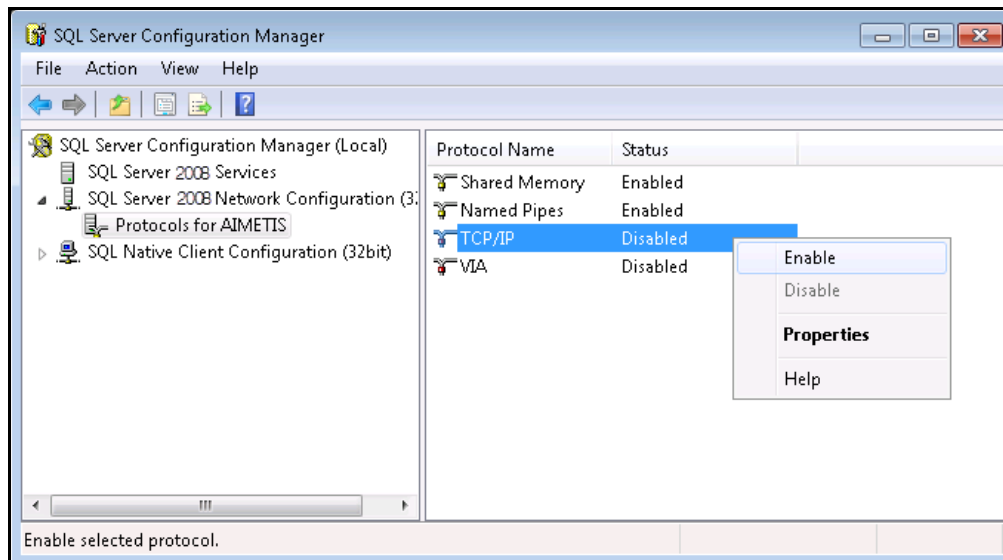 SQL Server Configuration Manager
File Action View Help
SQL Server Configuration Manager (Local)
SQL Server 2008 Services
SQL Server 2008 Network Configuration (3
Protocols for AIMETIS
SQL Native Client Configuration (32bit)
Protocol Name Status
Shared Memory Enabled
Named Pipes Enabled
TCP/IP Disabled
VIA Disabled
Enable
Disable
Properties
Help
Enable selected protocol.